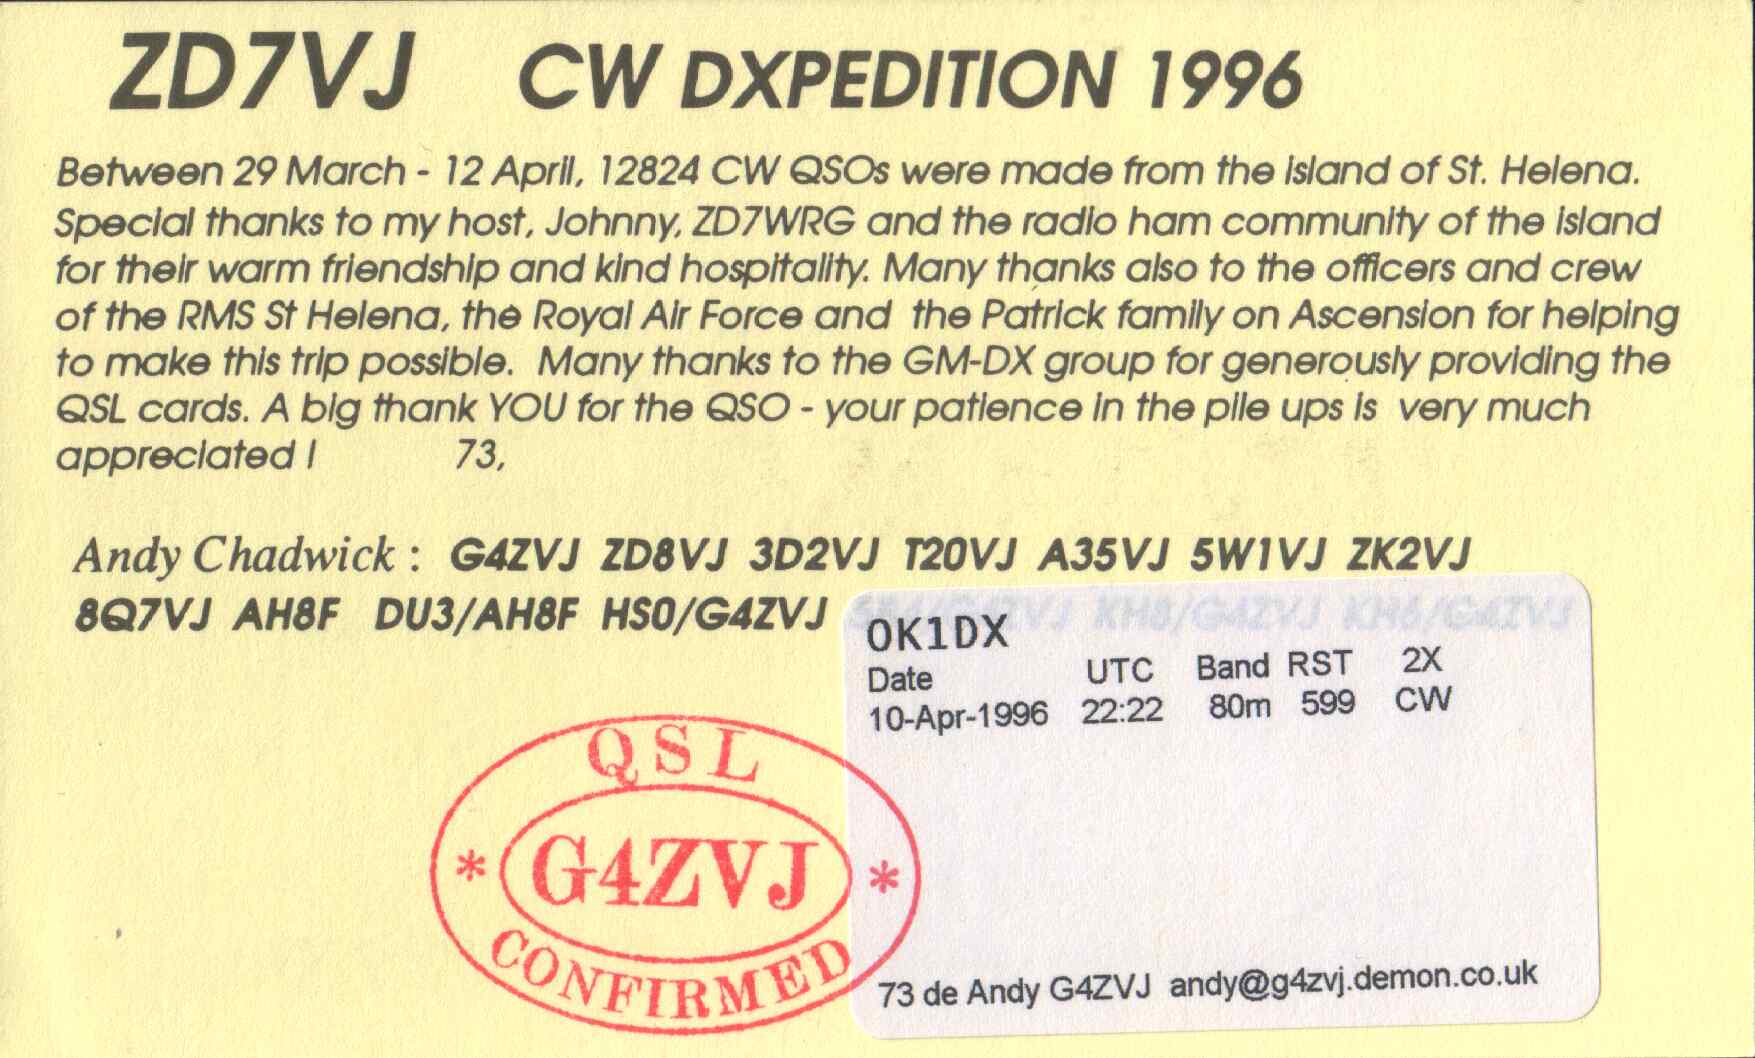 ZD7VJ CW DXPEDITION 1996
Between 29 March - 12 April, 12824 CW QSOs were made from the island of St. Helena.
Special thanks to my host, Johnny, ZD7WRG and the radio ham community of the island
for their warm friendship and kind hospitality. Many thanks also to the officers and crew
of the RMS St Helena, the Royal Air Force and the Patrick family on Ascension for helping
to make this trip possible. Many thanks to the GM-DX group for generously providing the
QSL cards. A big thank YOU for the QSO - your patience in the pile ups is very much
appreciated ! 73,
Andy Chadwick : G4ZVJ ZD8VJ 3D2VJ T20VJ A35VJ 5W1VJ ZK2VJ
8Q7VJ AH8F DU3/AH8F HS0/G4ZVJ KH8/G4ZVJ KH6/G4ZVJ
OK1DX
Date UTC Band RST 2X
10-Apr-1996 22:22 80m 599 CW
QSL
* G4ZVJ *
CONFIRMED
73 de Andy G4ZVJ andy@g4zvj.demon.co.uk